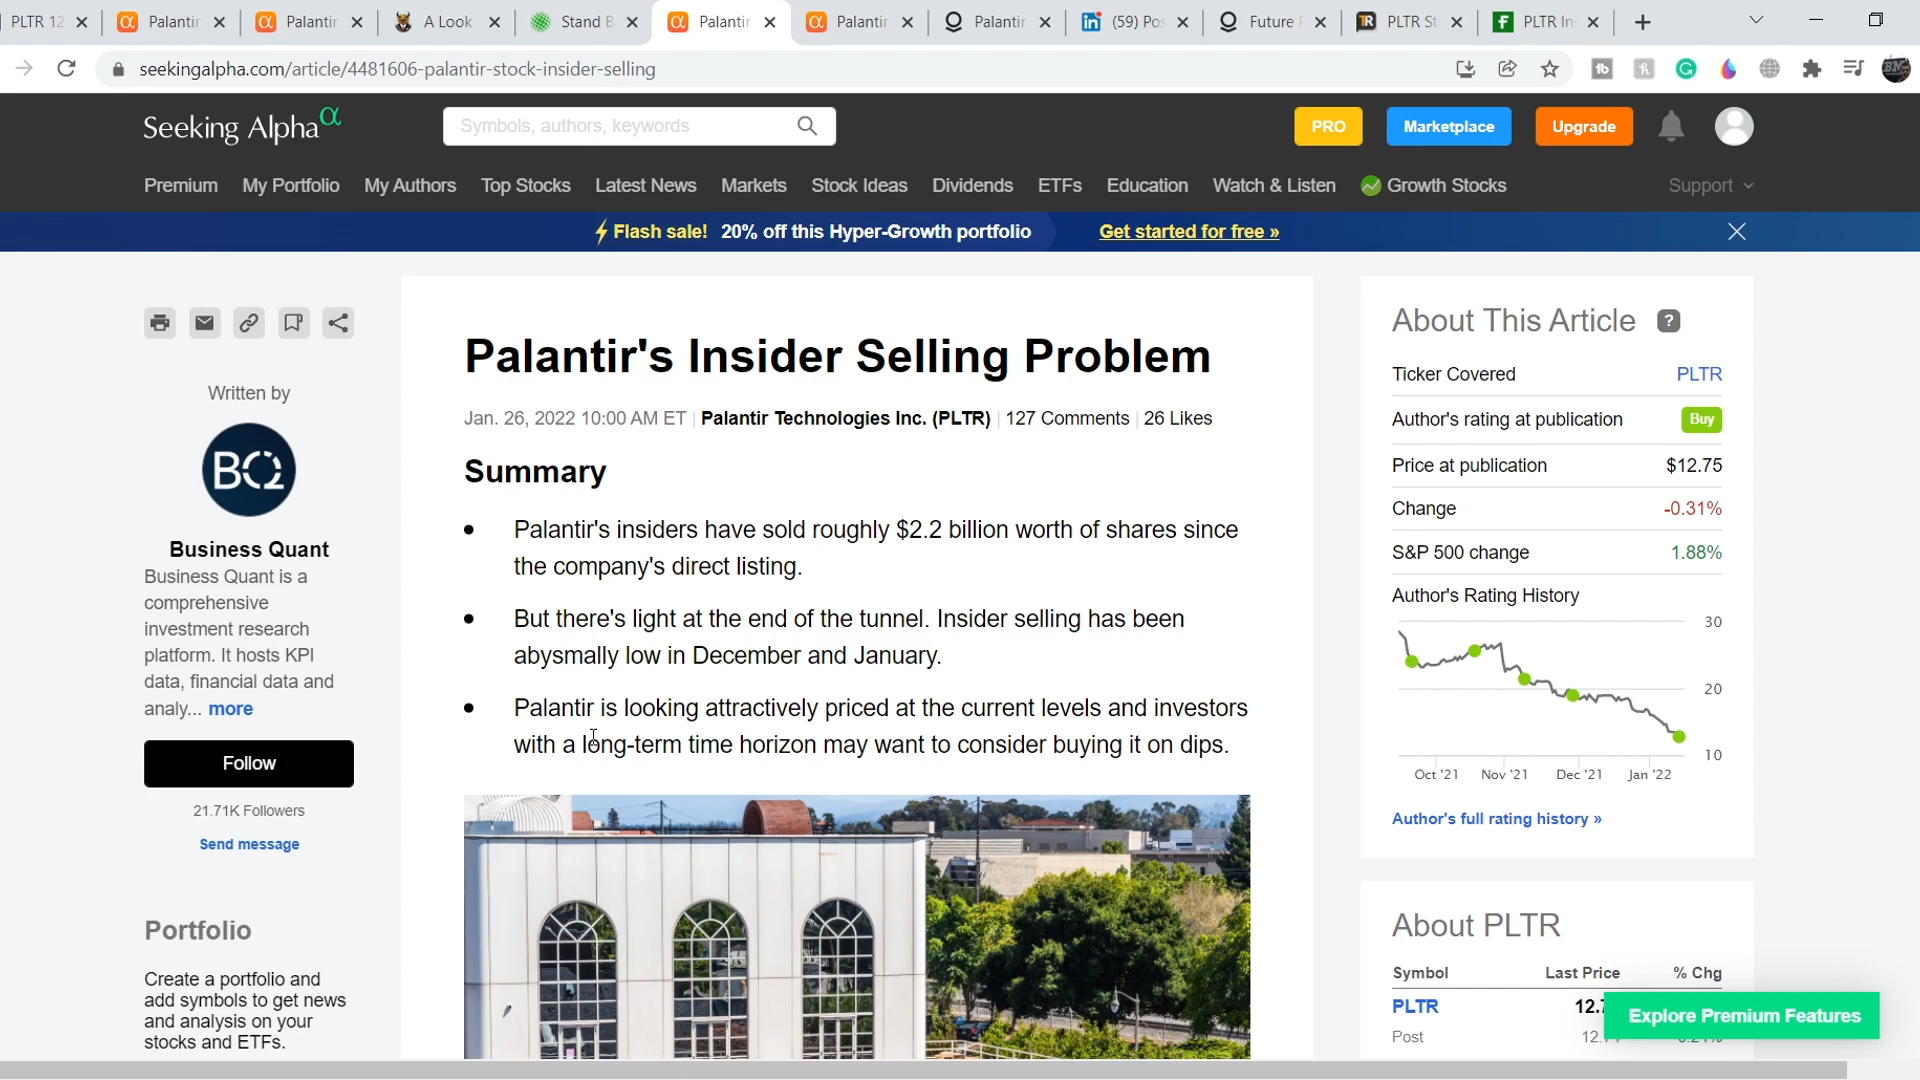 PLTR 12
Palantir
Palantir
A Look
Stand B
Palantir
Palantir
Palantir
(59) Pos
Future
PLTR St
PLTR In
seekingalpha.com/article/4481606-palantir-stock-insider-selling
Seeking Alpha α
Symbols, authors, keywords
PRO
Marketplace
Upgrade
Premium
My Portfolio
My Authors
Top Stocks
Latest News
Markets
Stock Ideas
Dividends
ETFs
Education
Watch & Listen
Growth Stocks
Support
Flash sale! 20% off this Hyper-Growth portfolio
Get started for free »
Written by
BQ
Business Quant
Business Quant is a
comprehensive
investment research
platform. It hosts KPI
data, financial data and
analy... more
Follow
21.71K Followers
Send message
Portfolio
Create a portfolio and
add symbols to get news
and analysis on your
stocks and ETFs.
Palantir's Insider Selling Problem
Jan. 26, 2022 10:00 AM ET | Palantir Technologies Inc. (PLTR) | 127 Comments | 26 Likes
Summary
Palantir's insiders have sold roughly $2.2 billion worth of shares since
the company's direct listing.
But there's light at the end of the tunnel. Insider selling has been
abysmally low in December and January.
Palantir is looking attractively priced at the current levels and investors
with a long-term time horizon may want to consider buying it on dips.
About This Article ?
Ticker Covered PLTR
Author's rating at publication Buy
Price at publication $12.75
Change -0.31%
S&P 500 change 1.88%
Author's Rating History
30
20
10
Oct '21 Nov '21 Dec '21 Jan '22
Author's full rating history »
About PLTR
Symbol Last Price % Chg
PLTR 12.
Post 12.
Explore Premium Features